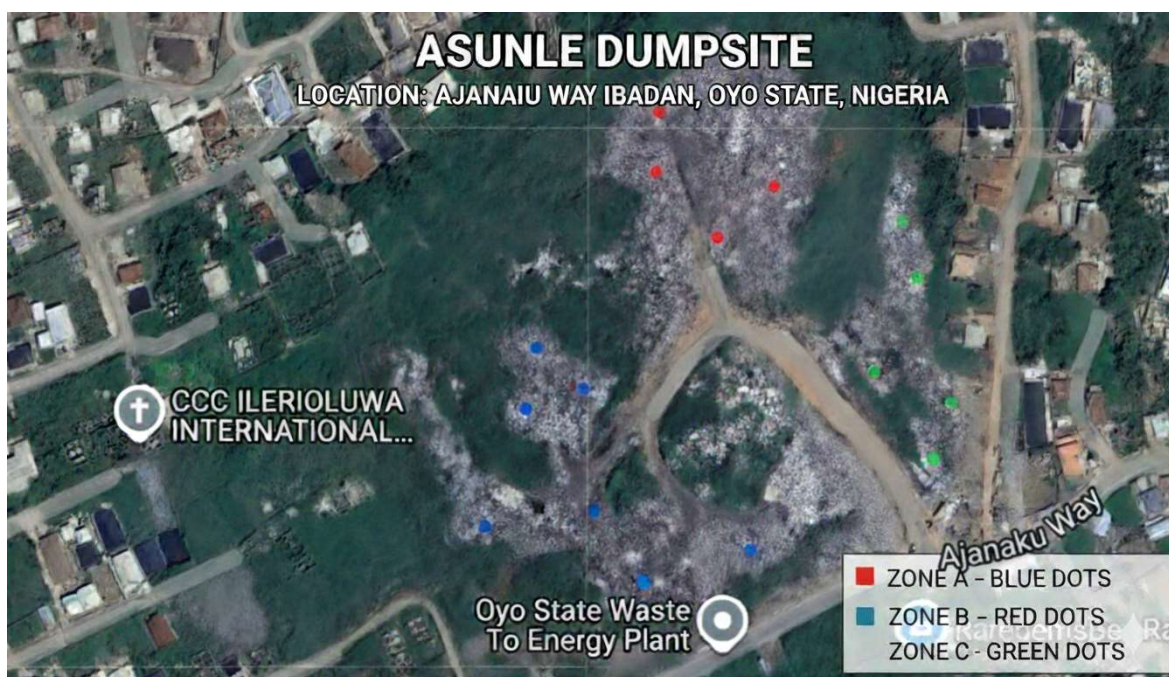 ASUNLE DUMPSITE
LOCATION: AJANAIU WAY IBADAN, OYO STATE, NIGERIA
CCC ILERIOLUWA
INTERNATIONAL...
Ajanaku Way
Oyo State Waste
To Energy Plant
ZONE A – BLUE DOTS
ZONE B – RED DOTS
ZONE C - GREEN DOTS